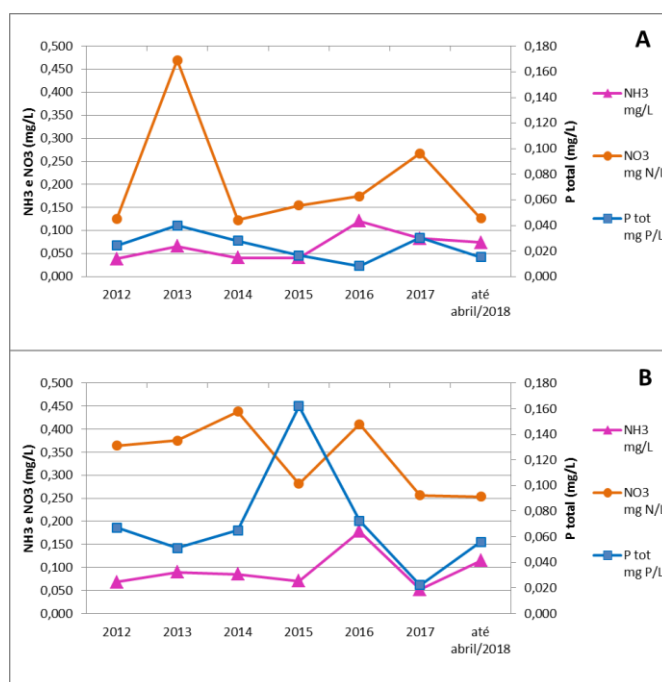 A
0,500
0,450
0,400
0,350
0,300
0,250
0,200
0,150
0,100
0,050
0,000
NH3 e NO3 (mg/L)
0,180
0,160
0,140
0,120
0,100
0,080
0,060
0,040
0,020
0,000
P total (mg/L)
2012 2013 2014 2015 2016 2017 até
abril/2018
NH3
mg/L
NO3
mg N/L
P tot
mg P/L
B
0,500
0,450
0,400
0,350
0,300
0,250
0,200
0,150
0,100
0,050
0,000
NH3 e NO3 (mg/L)
0,180
0,160
0,140
0,120
0,100
0,080
0,060
0,040
0,020
0,000
P total (mg/L)
2012 2013 2014 2015 2016 2017 até
abril/2018
NH3
mg/L
NO3
mg N/L
P tot
mg P/L